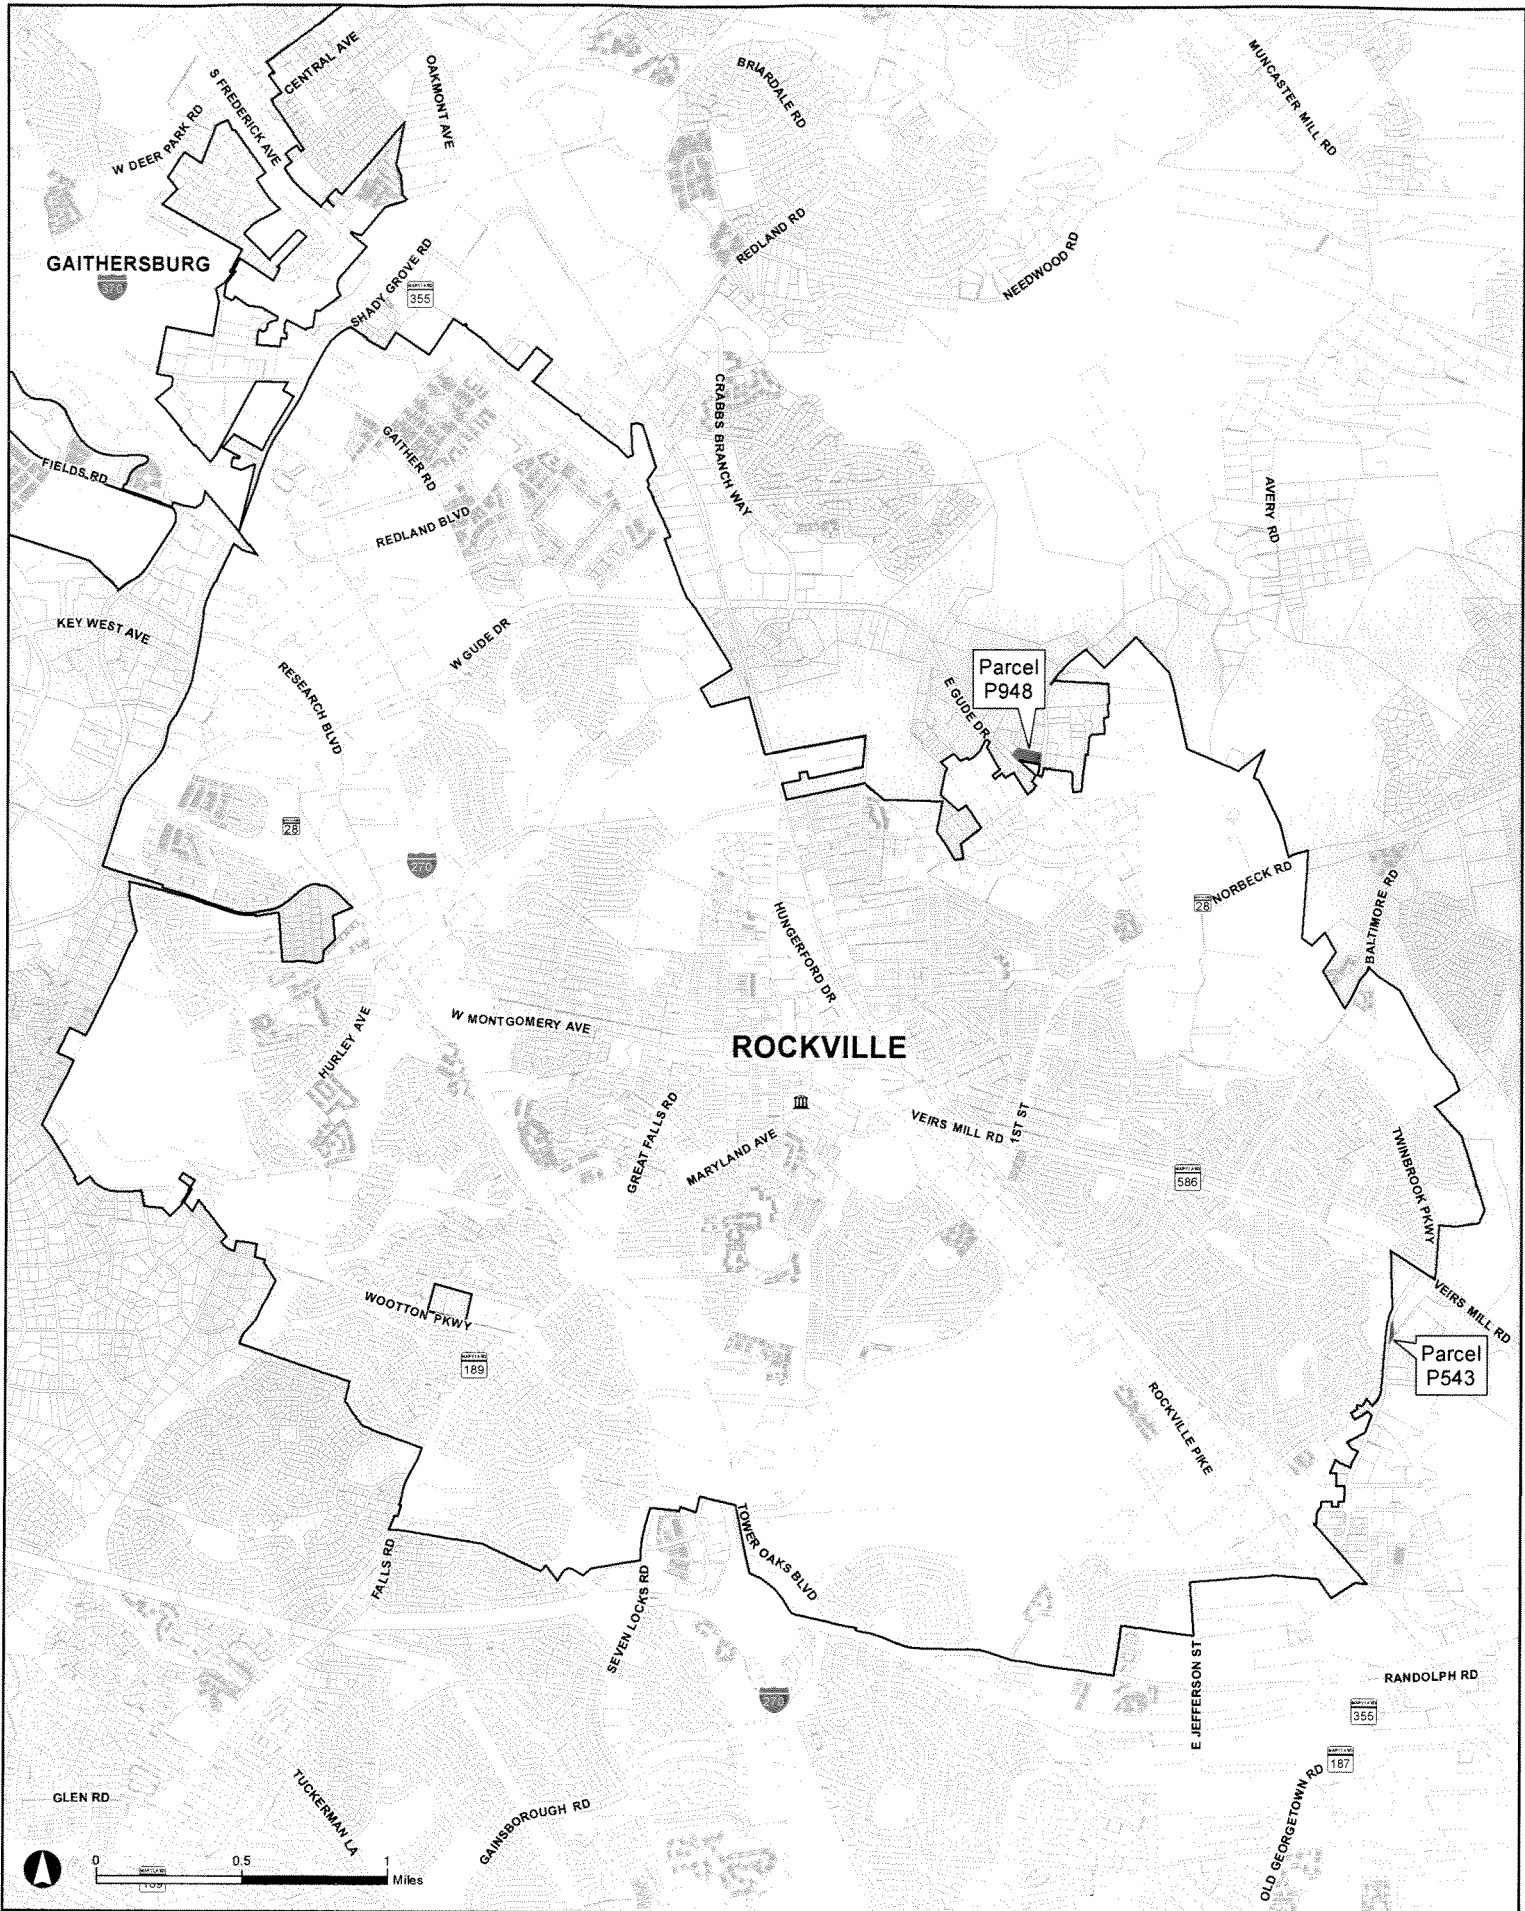 CENTRAL AVE
S FREDERICK AVE
OAKMONT AVE
BRIARDALE RD
MUNCASTER MILL RD
W DEER PARK RD
REDLAND RD
NEEDWOOD RD
GAITHERSBURG
370
SHADY GROVE RD
355
CRABBS BRANCH WAY
GAITHER RD
FIELDS RD
AVERY RD
REDLAND BLVD
KEY WEST AVE
W GUDE DR
RESEARCH BLVD
Parcel
P948
E GUDE DR
28
270
NORBECK RD
28
BALTIMORE RD
HUNGERFORD DR
W MONTGOMERY AVE
HURLEY AVE
ROCKVILLE
GREAT FALLS RD
MARYLAND AVE
VEIRS MILL RD
1ST ST
586
TWINBROOK PKWY
WOOTTON PKWY
189
VEIRS MILL RD
Parcel
P543
ROCKVILLE PIKE
FALLS RD
TOWER OAKS BLVD
SEVEN LOCKS RD
270
E JEFFERSON ST
RANDOLPH RD
355
187
OLD GEORGETOWN RD
GLEN RD
TUCKERMAN LA
GAINSBOROUGH RD
0 0.5 1
Miles
189